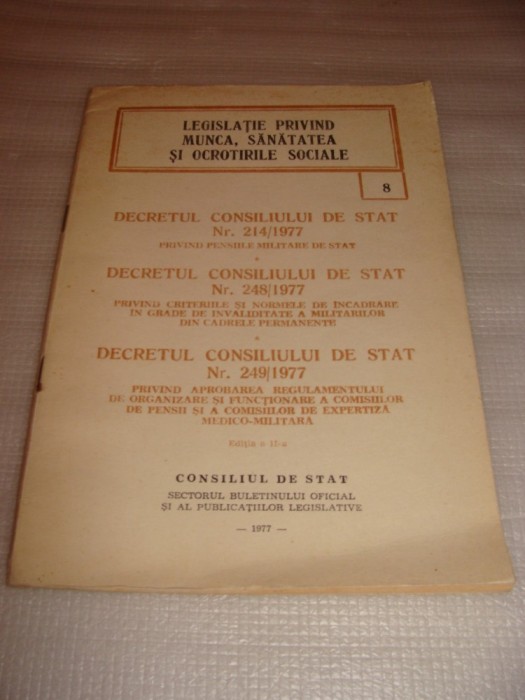 LEGISLAȚIE PRIVIND
MUNCA, SĂNĂTATEA
ȘI OCROTIRILE SOCIALE
8
DECRETUL CONSILIULUI DE STAT
Nr. 214/1977
PRIVIND PENSIILE MILITARE DE STAT
DECRETUL CONSILIULUI DE STAT
Nr. 248/1977
PRIVIND CRITERIILE ȘI NORMELE DE ÎNCADRARE
ÎN GRADE DE INVALIDITATE A MILITARILOR
DIN CADRELE PERMANENTE
DECRETUL CONSILIULUI DE STAT
Nr. 249/1977
PRIVIND APROBAREA REGULAMENTULUI
DE ORGANIZARE ȘI FUNCȚIONARE A COMISIILOR
DE PENSII ȘI A COMISIILOR DE EXPERTIZĂ
MEDICO-MILITARĂ
Ediția a II-a
CONSILIUL DE STAT
SECTORUL BULETINULUI OFICIAL
ȘI AL PUBLICAȚIILOR LEGISLATIVE
— 1977 —